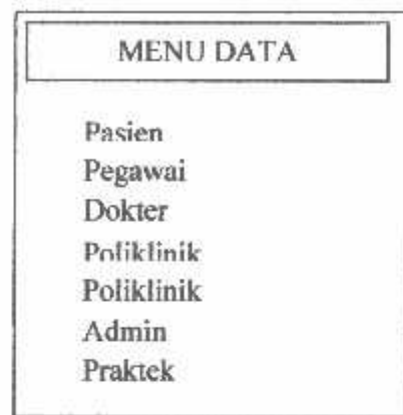 MENU DATA
Pasien
Pegawai
Dokter
Poliklinik
Poliklinik
Admin
Praktek